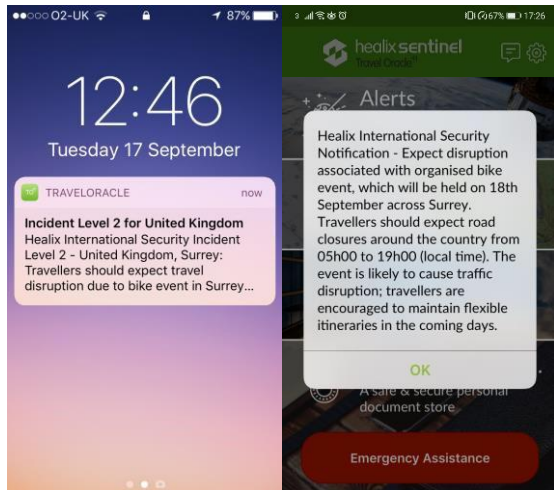 O2-UK
87%
12:46
Tuesday 17 September
TRAVELORACLE
now
Incident Level 2 for United Kingdom
Healix International Security Incident
Level 2 - United Kingdom, Surrey:
Travellers should expect travel
disruption due to bike event in Surrey...
3
67%
17:26
healix sentinel
Travel Oracle
Alerts
Healix International Security
Notification - Expect disruption
associated with organised bike
event, which will be held on 18th
September across Surrey.
Travellers should expect road
closures around the country from
05h00 to 19h00 (local time). The
event is likely to cause traffic
disruption; travellers are
encouraged to maintain flexible
itineraries in the coming days.
OK
A safe & secure personal
document store
Emergency Assistance